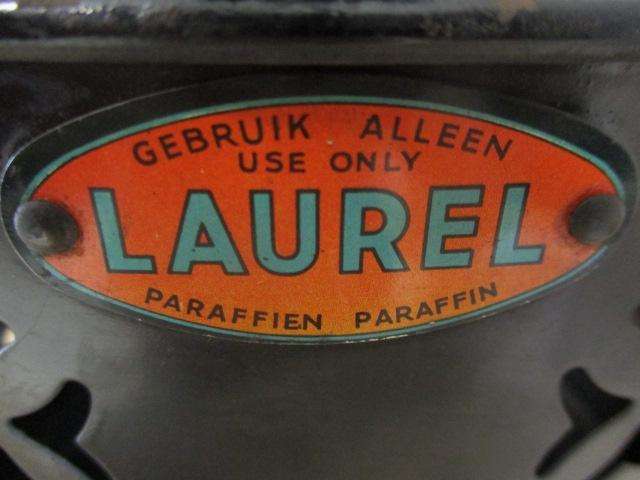 GEBRUIK ALLEEN
USE ONLY
LAUREL
PARAFFIEN PARAFFIN